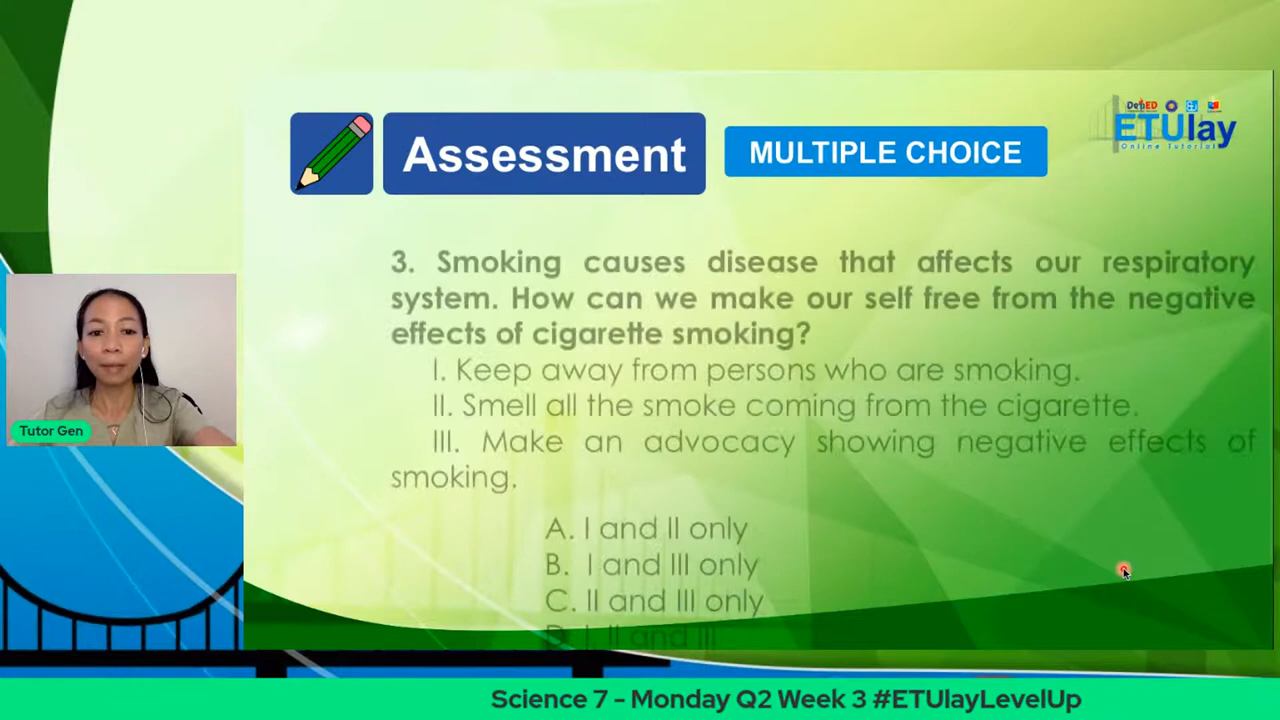 Assessment
MULTIPLE CHOICE
DepED
ETUlay
Online Tutorial
3. Smoking causes disease that affects our respiratory
system. How can we make our self free from the negative
effects of cigarette smoking?
I. Keep away from persons who are smoking.
II. Smell all the smoke coming from the cigarette.
III. Make an advocacy showing negative effects of
smoking.
A. I and II only
B. I and III only
C. II and III only
D. I, II and III
Tutor Gen
Science 7 - Monday Q2 Week 3 #ETUlayLevelUp